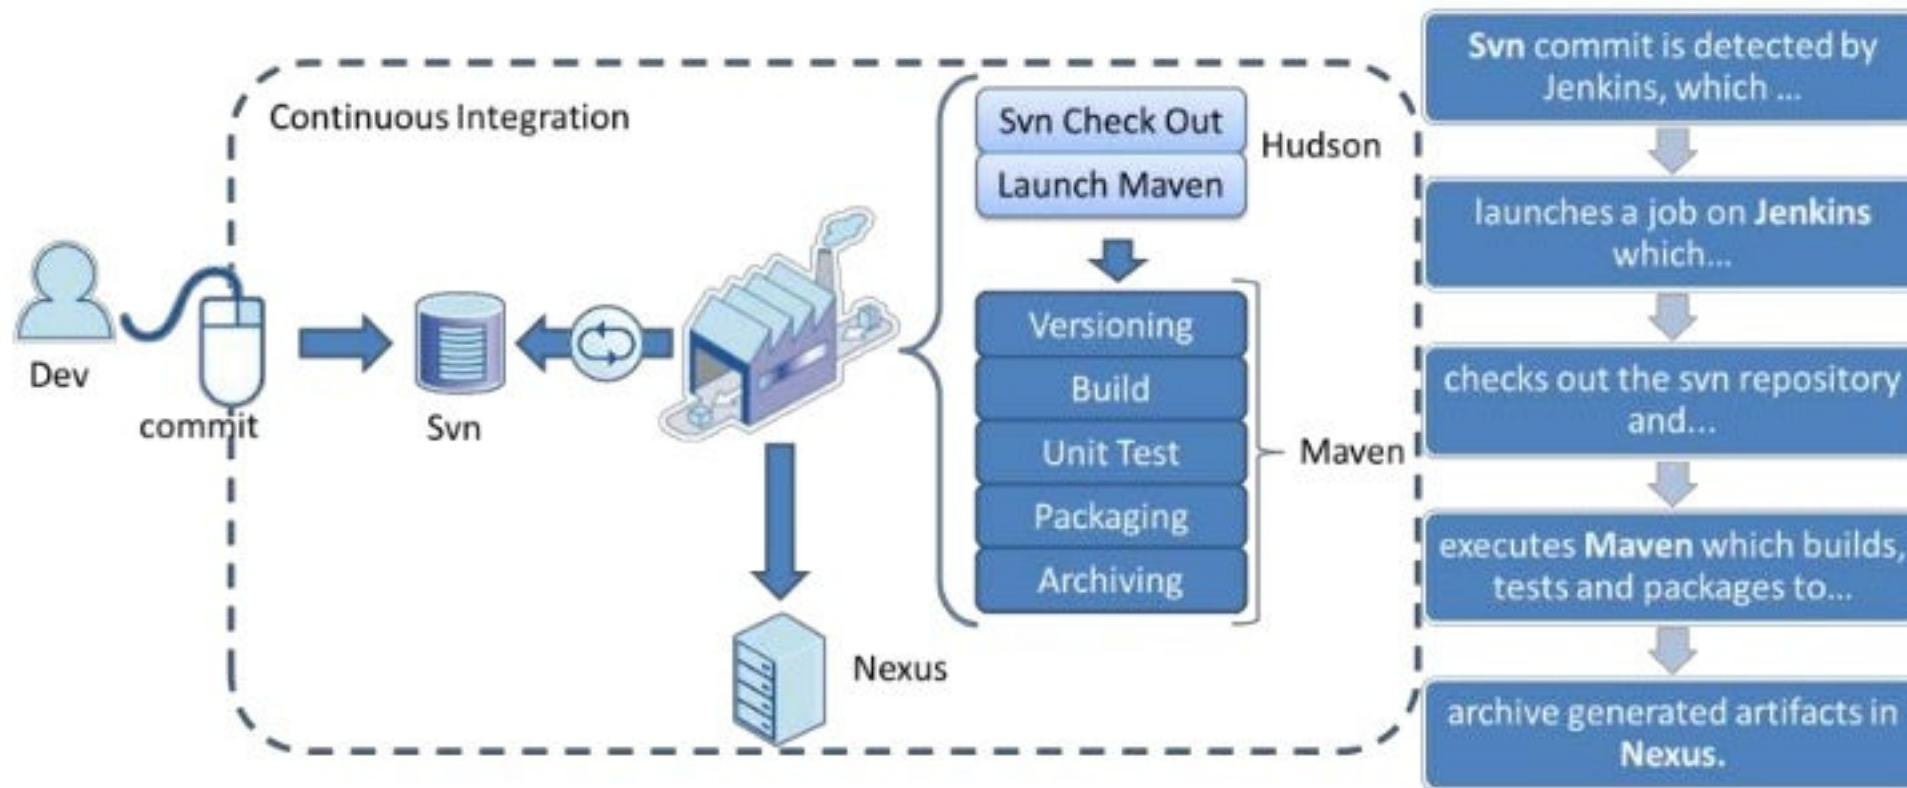 Continuous Integration
Dev
commit
Svn
Nexus
Svn Check Out
Launch Maven
Hudson
Versioning
Build
Unit Test
Packaging
Archiving
Maven
Svn commit is detected by
Jenkins, which ...
launches a job on Jenkins
which...
checks out the svn repository
and...
executes Maven which builds,
tests and packages to...
archive generated artifacts in
Nexus.